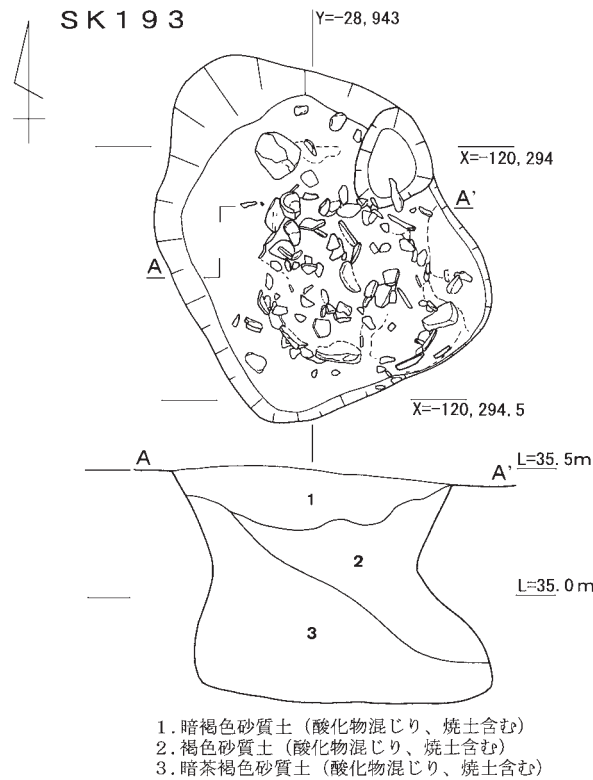 SK193
Y=-28,943
X=-120,294
A'
A
X=-120,294.5
A
A'
L=35.5m
1
2
L=35.0m
3
1.暗褐色砂質土（酸化物混じり、焼土含む）
2.褐色砂質土（酸化物混じり、焼土含む）
3.暗茶褐色砂質土（酸化物混じり、焼土含む）